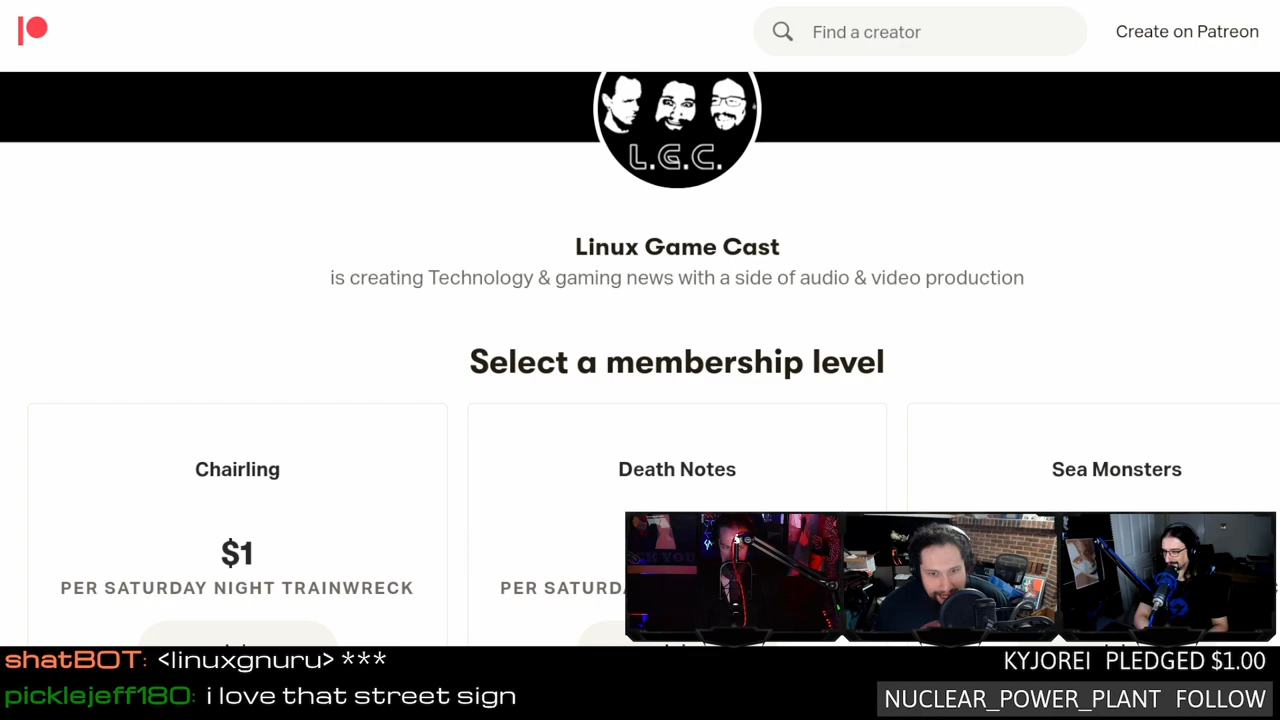 Find a creator
Create on Patreon
L.G.C.
Linux Game Cast
is creating Technology & gaming news with a side of audio & video production
Select a membership level
Chairling
Death Notes
Sea Monsters
$1
PER SATURDAY NIGHT TRAINWRECK
PER SATURDA
shatBOT: <linuxgnuru> ***
KYJOREI PLEDGED $1.00
picklejeff180: i love that street sign
NUCLEAR_POWER_PLANT FOLLOW